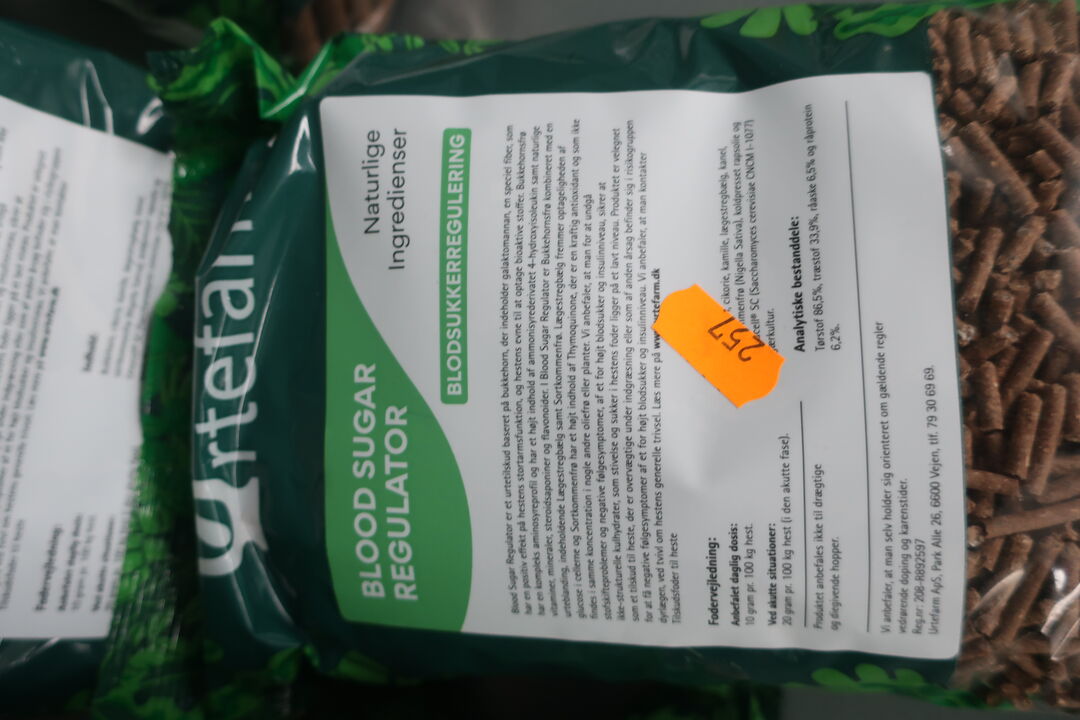 Urtefarm
BLOOD SUGAR
REGULATOR
Naturlige
Ingredienser
BLODSUKKERREGULERING
Blood Sugar Regulator er et urtetilskud baseret på bukkehorn, der indeholder galaktomannan, en speciel fiber, som
har en positiv effekt på hestens stortarmsfunktion, og hestens evne til at optage bioaktive stoffer. Bukkehornsfrø
har en kompleks aminosyreprofil og har et højt indhold af ammonisyrederivatet 4-hydroxyisoleukin samt naturlige
vitaminer, mineraler, steroidsaponiner og flavonoider. I Blood Sugar Regulator er Bukkehornsfrø kombineret med en
urteblanding, indeholdende Lægestregbælg samt Sortkommenfrø. Lægestregbælg fremmer optageligheden af
glucose i cellerne og Sortkommenfrø har et højt indhold af Thymoquinone, der er en kraftig antioxidant og som ikke
findes i samme koncentration i nogle andre oliefrø eller planter. Vi anbefaler, at man for at undgå
stofskifteproblemer og negative følgesymptomer, af et for højt blodsukker og insulinniveau, sikrer at
ikke-strukturelle kulhydrater, som stivelse og sukker i hestens foder ligger på et lavt niveau. Produktet er velegnet
som et tilskud til heste, der er overvægtige under indgræsning eller som af anden årsag befinder sig i risikogruppen
for at få negative følgesymptomer af et for højt blodsukker og insulinniveau. Vi anbefaler, at man kontakter
dyrlægen, ved tvivl om hestens generelle trivsel. Læs mere på
Tilskudsfoder til heste
cikorie, kamille, lægestregbælg, kanel,
(Nigella Sativa), koldpresset rapsolie og
SC (Saccharomyces cerevisiae CNCM I-1077)
257
Fodervejledning:
Anbefalet daglig dosis:
10 gram pr. 100 kg hest.
Ved akutte situationer:
20 gram pr. 100 kg hest (i den akutte fase).
Analytiske bestanddele:
Tørstof 86,5%, træstof 33,9%, råaske 6,5% og råprotein
6,2%.
Produktet anbefales ikke til drægtige
og diegivende hopper.
Vi anbefaler, at man selv holder sig orienteret om gældende regler
vedrørende doping og karenstider.
Reg.nr: 208-R892597
Urtefarm ApS, Park Alle 26, 6600 Vejen, tlf. 79 30 69 69.